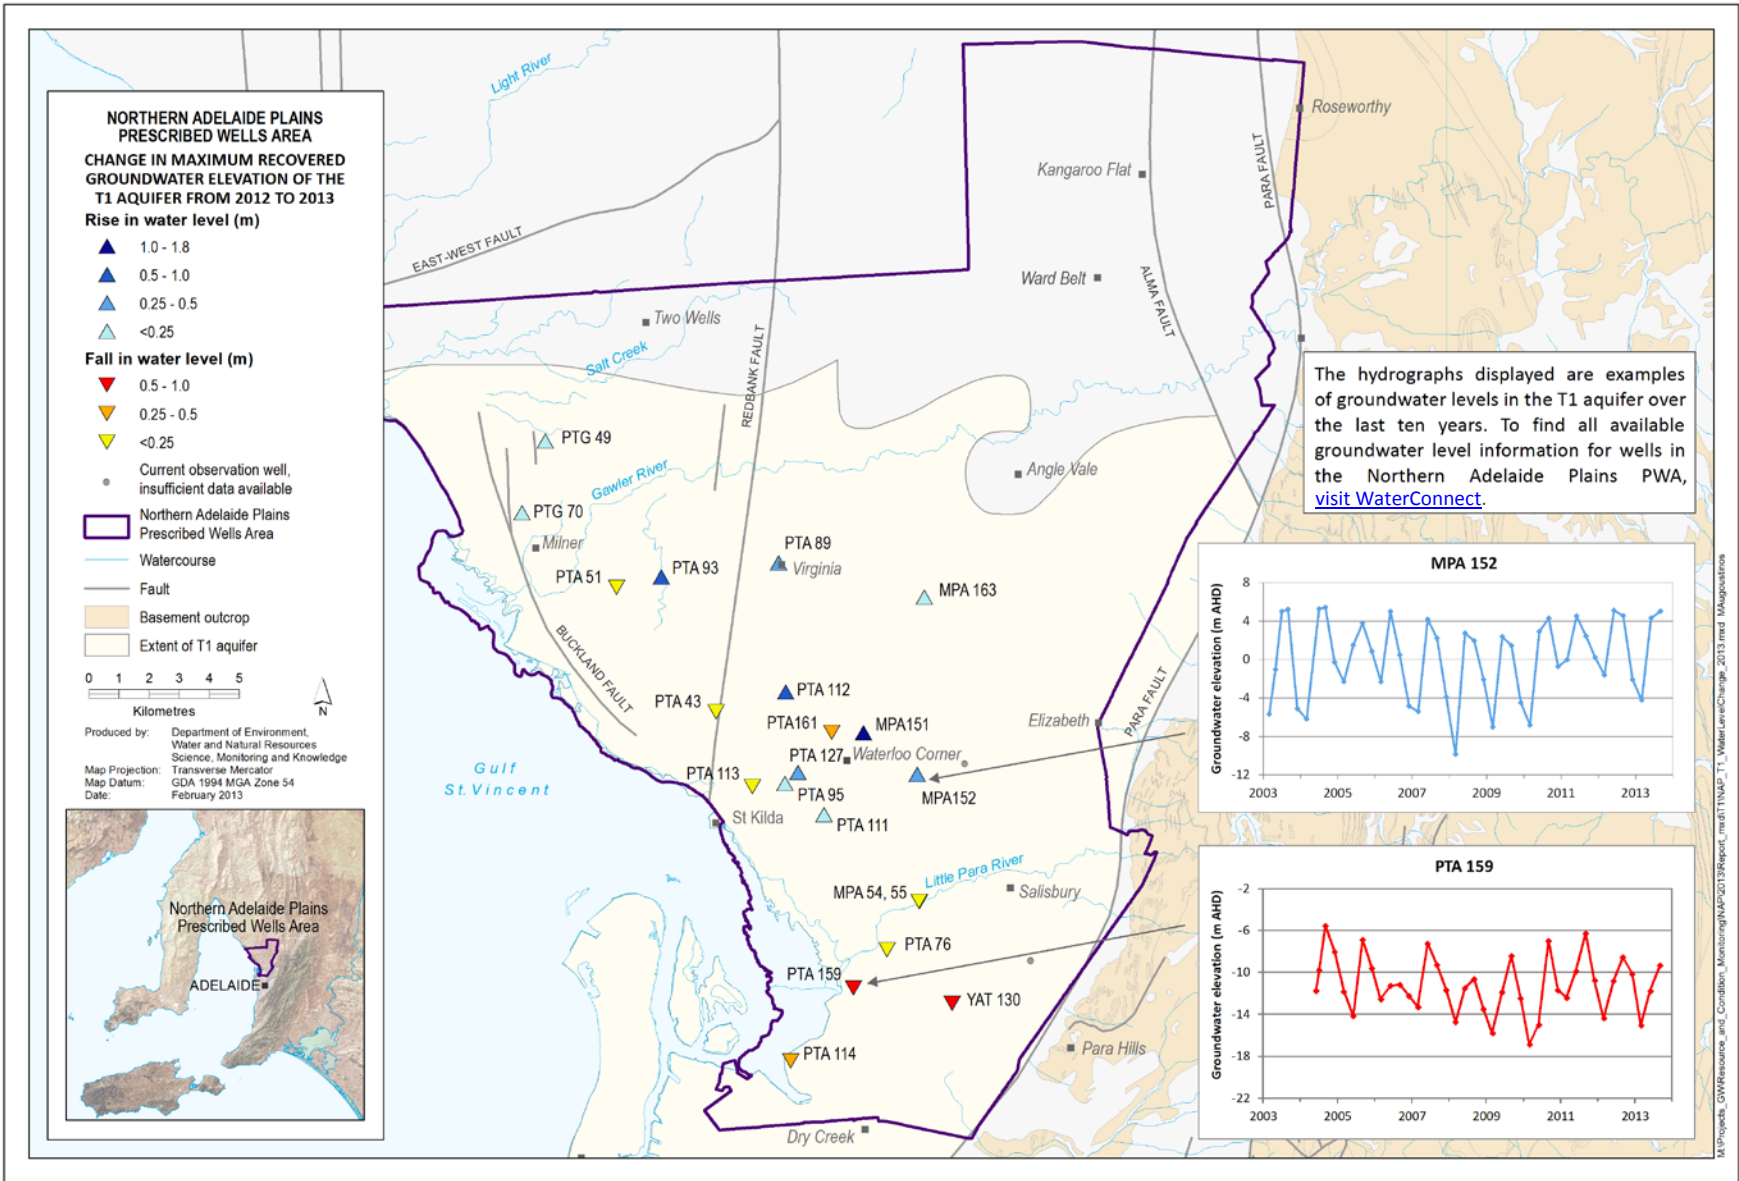 NORTHERN ADELAIDE PLAINS
PRESCRIBED WELLS AREA
CHANGE IN MAXIMUM RECOVERED
GROUNDWATER ELEVATION OF THE
T1 AQUIFER FROM 2012 TO 2013
Rise in water level (m)
1.0 - 1.8
0.5 - 1.0
0.25 - 0.5
<0.25
Fall in water level (m)
0.5 - 1.0
0.25 - 0.5
<0.25
Current observation well,
insufficient data available
Northern Adelaide Plains
Prescribed Wells Area
Watercourse
Fault
Basement outcrop
Extent of T1 aquifer
0 1 2 3 4 5
Kilometres
N
Produced by: Department of Environment,
Water and Natural Resources
Science, Monitoring and Knowledge
Map Projection: Transverse Mercator
Map Datum: GDA 1994 MGA Zone 54
Date: February 2013
Northern Adelaide Plains
Prescribed Wells Area
ADELAIDE
Light River
Roseworthy
Kangaroo Flat
PARA FAULT
EAST-WEST FAULT
Ward Belt
ALMA FAULT
Two Wells
Salt Creek
REDBANK FAULT
PTG 49
Gawler River
Angle Vale
PTG 70
Milner
PTA 89
Virginia
PTA 51
PTA 93
MPA 163
BUCKLAND FAULT
PTA 112
PTA 43
PTA161
MPA151
Elizabeth
PARA FAULT
PTA 127
Waterloo Corner
PTA 113
PTA 95
MPA152
Gulf
St. Vincent
St Kilda
PTA 111
Little Para River
MPA 54, 55
Salisbury
PTA 76
PTA 159
YAT 130
PTA 114
Para Hills
Dry Creek
The hydrographs displayed are examples
of groundwater levels in the T1 aquifer over
the last ten years. To find all available
groundwater level information for wells in
the Northern Adelaide Plains PWA,
visit WaterConnect.
MPA 152
Groundwater elevation (m AHD)
8
4
0
-4
-8
-12
2003 2005 2007 2009 2011 2013
PTA 159
Groundwater elevation (m AHD)
-2
-6
-10
-14
-18
-22
2003 2005 2007 2009 2011 2013
M:\Projects_GW\Resource_and_Condition_Monitoring\NAP\2013\Report_mxd\T1\NAP_T1_WaterLevelChange_2013.mxd MAugoustinos